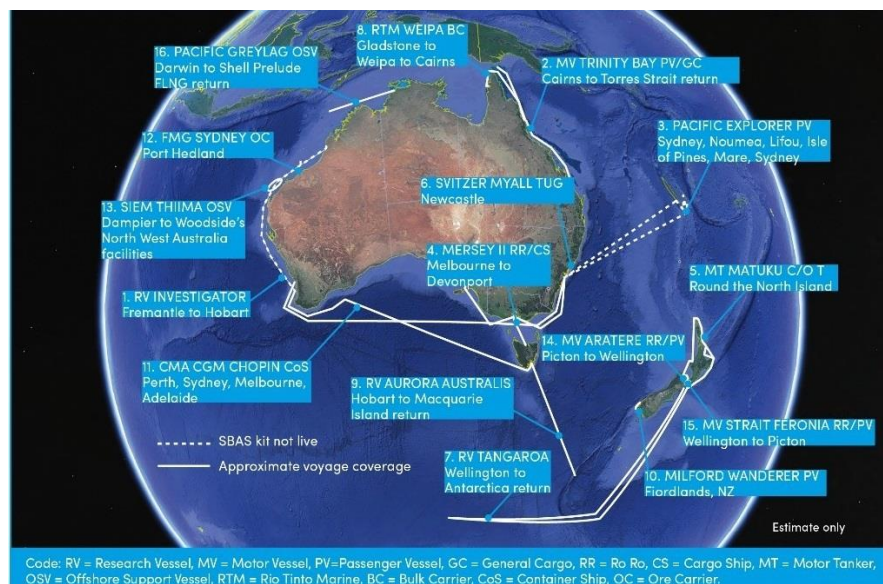 16. PACIFIC GREYLAG OSV
Darwin to Shell Prelude
FLNG return
8. RTM WEIPA BC
Gladstone to
Weipa to Cairns
2. MV TRINITY BAY PV/GC
Cairns to Torres Strait return
12. FMG SYDNEY OC
Port Hedland
3. PACIFIC EXPLORER PV
Sydney, Noumea, Lifou, Isle
of Pines, Mare, Sydney
13. SIEM THIIMA OSV
Dampier to Woodside's
North West Australia
facilities
6. SVITZER MYALL TUG
Newcastle
4. MERSEY II RR/CS
Melbourne to
Devonport
5. MT MATUKU C/O T
Round the North Island
1. RV INVESTIGATOR
Fremantle to Hobart
14. MV ARATERE RR/PV
Picton to Wellington
11. CMA CGM CHOPIN CoS
Perth, Sydney, Melbourne,
Adelaide
9. RV AURORA AUSTRALIS
Hobart to Macquarie
Island return
15. MV STRAIT FERONIA RR/PV
Wellington to Picton
SBAS kit not live
Approximate voyage coverage
7. RV TANGAROA
Wellington to
Antarctica return
10. MILFORD WANDERER PV
Fiordlands, NZ
Estimate only
Code: RV = Research Vessel, MV = Motor Vessel, PV=Passenger Vessel, GC = General Cargo, RR = Ro Ro, CS = Cargo Ship, MT = Motor Tanker,
OSV = Offshore Support Vessel, RTM = Rio Tinto Marine, BC = Bulk Carrier, CoS = Container Ship, OC = Ore Carrier.